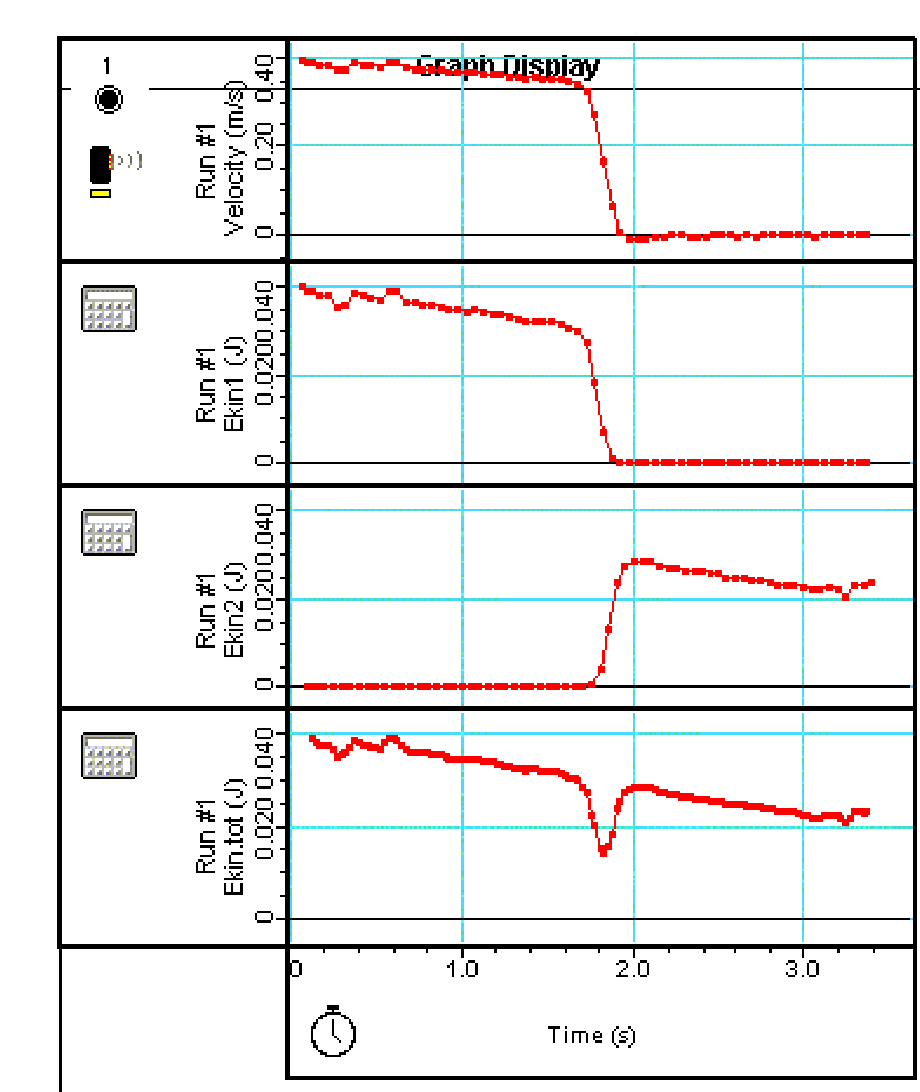 Graph Display
1
Run #1
Velocity (m/s)
0.40
0.20
0
Run #1
Ekin1 (J)
0.040
0.020
0
Run #1
Ekin2 (J)
0.040
0.020
0
Run #1
Ekin.tot (J)
0.040
0.020
0
0 1.0 2.0 3.0
Time (s)